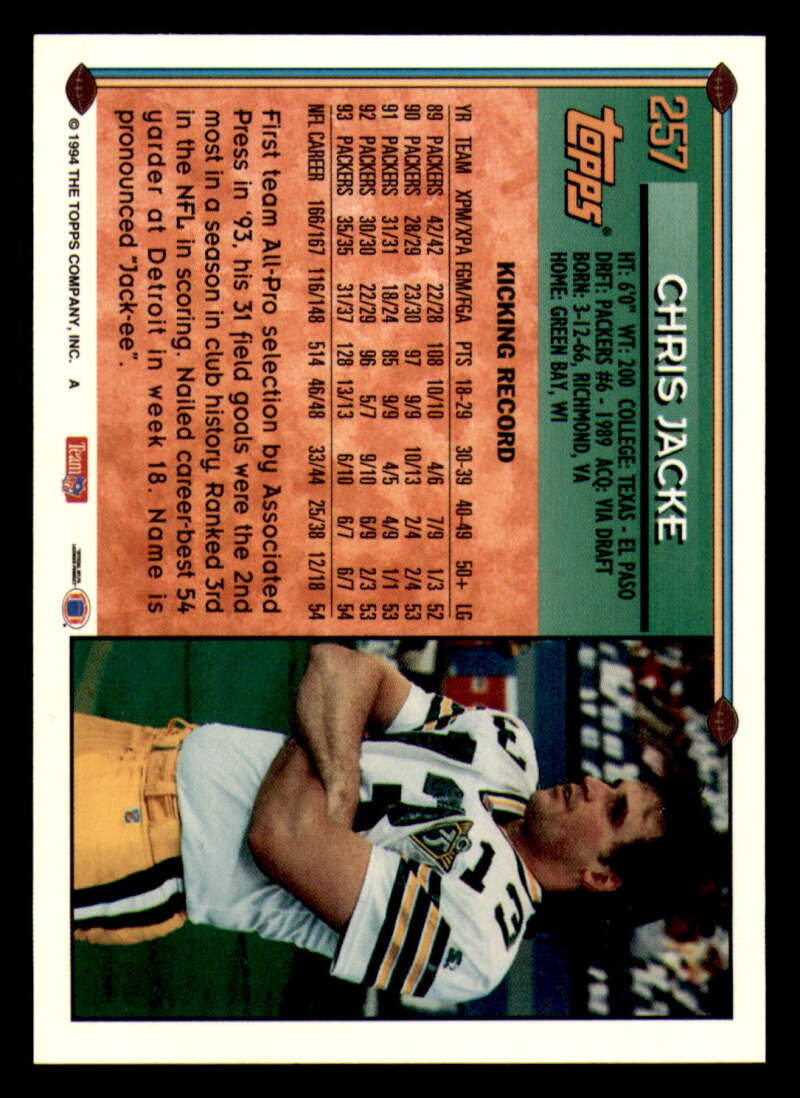 257
CHRIS JACKE
topps®
HT: 6'0" WT: 200 COLLEGE: TEXAS - EL PASO
DRFT: PACKERS #6 - 1989 ACQ: VIA DRAFT
BORN: 3-12-66, RICHMOND, VA
HOME: GREEN BAY, WI
KICKING RECORD
YR TEAM XPM/XPA FGM/FGA PTS 18-29 30-39 40-49 50+ LG
89 PACKERS 42/42 22/28 108 10/10 4/6 7/9 1/3 52
90 PACKERS 28/29 23/30 97 9/9 10/13 2/4 2/4 53
91 PACKERS 31/31 18/24 85 9/9 4/5 4/9 1/1 53
92 PACKERS 30/30 22/29 96 5/7 9/10 6/9 2/3 53
93 PACKERS 35/35 31/37 128 13/13 6/10 6/7 6/7 54
NFL CAREER 166/167 116/148 514 46/48 33/44 25/38 12/18 54
First team All-Pro selection by Associated
Press in '93, his 31 field goals were the 2nd
most in a season in club history. Ranked 3rd
in the NFL in scoring. Nailed career-best 54
yarder at Detroit in week 18. Name is
pronounced "Jack-ee".
© 1994 THE TOPPS COMPANY, INC. A
Team NFL
13
13